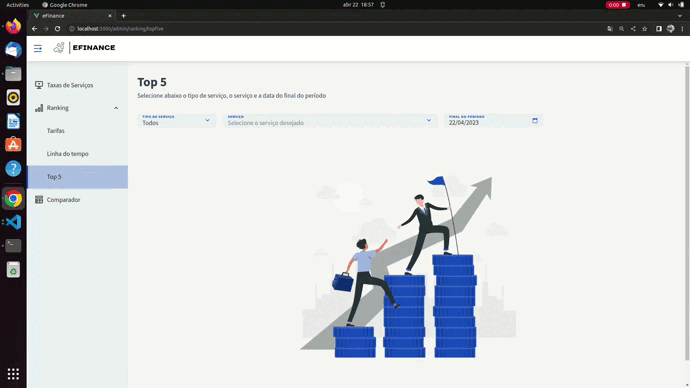 Activities
Google Chrome
abr 22 18:57
0:00
en₁
eFinance
localhost:3000/admin/ranking/topfive
EFINANCE
Taxas de Serviços
Ranking
Tarifas
Linha do tempo
Top 5
Comparador
Top 5
Selecione abaixo o tipo de serviço, o serviço e a data do final do período
TIPO DE SERVIÇO
Todos
SERVIÇO
Selecione o serviço desejado
FINAL DO PERÍODO
22/04/2023